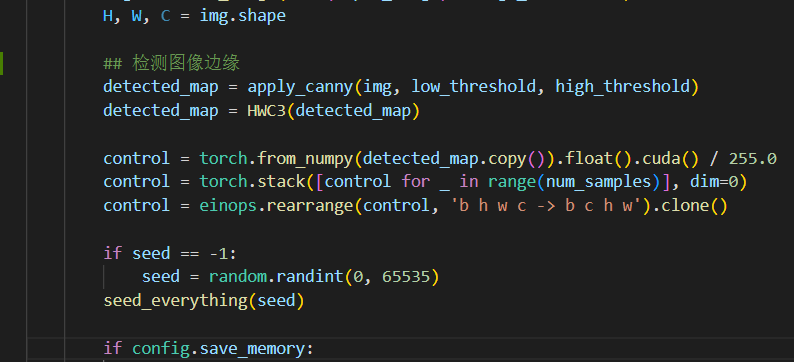 H, W, C = img.shape
## 检测图像边缘
detected_map = apply_canny(img, low_threshold, high_threshold)
detected_map = HWC3(detected_map)
control = torch.from_numpy(detected_map.copy()).float().cuda() / 255.0
control = torch.stack([control for _ in range(num_samples)], dim=0)
control = einops.rearrange(control, 'b h w c -> b c h w').clone()
if seed == -1:
    seed = random.randint(0, 65535)
seed_everything(seed)
if config.save_memory: